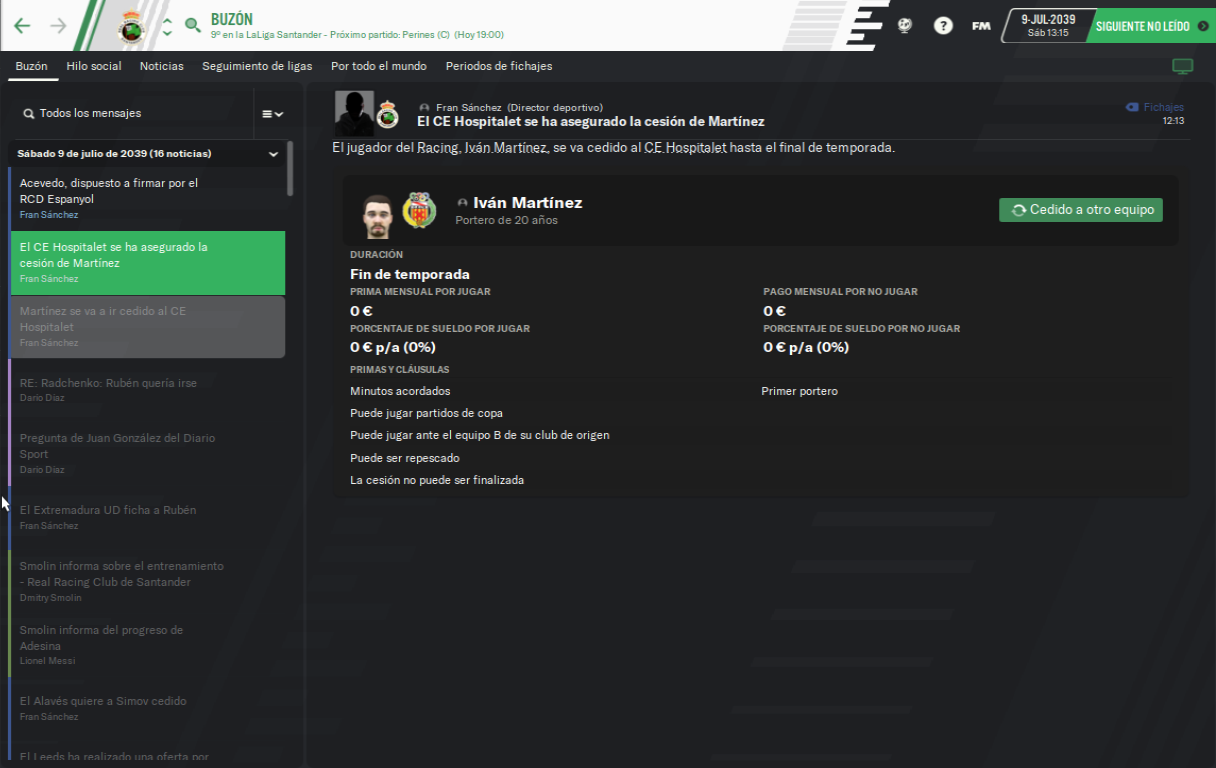 BUZÓN
9º en la LaLiga Santander - Próximo partido: Perines (C) (Hoy 19:00)
?
FM
9-JUL-2039
Sáb 13:15
SIGUIENTE NO LEÍDO
Buzón
Hilo social
Noticias
Seguimiento de ligas
Por todo el mundo
Periodos de fichajes
Todos los mensajes
Sábado 9 de julio de 2039 (16 noticias)
Acevedo, dispuesto a firmar por el
RCD Espanyol
Fran Sánchez
El CE Hospitalet se ha asegurado la
cesión de Martínez
Fran Sánchez
Martínez se va a ir cedido al CE
Hospitalet
Fran Sánchez
RE: Radchenko: Rubén quería irse
Darío Díaz
Pregunta de Juan González del Diario
Sport
Darío Díaz
El Extremadura UD ficha a Rubén
Fran Sánchez
Smolin informa sobre el entrenamiento
- Real Racing Club de Santander
Dmitry Smolin
Smolin informa del progreso de
Adesina
Lionel Messi
El Alavés quiere a Simov cedido
Fran Sánchez
El Leeds ha realizado una oferta por
Fran Sánchez (Director deportivo)
El CE Hospitalet se ha asegurado la cesión de Martínez
Fichajes
12:13
El jugador del Racing, Iván Martínez, se va cedido al CE Hospitalet hasta el final de temporada.
Iván Martínez
Portero de 20 años
Cedido a otro equipo
DURACIÓN
Fin de temporada
PRIMA MENSUAL POR JUGAR
PAGO MENSUAL POR NO JUGAR
0 €
0 €
PORCENTAJE DE SUELDO POR JUGAR
PORCENTAJE DE SUELDO POR NO JUGAR
0 € p/a (0%)
0 € p/a (0%)
PRIMAS Y CLÁUSULAS
Minutos acordados
Primer portero
Puede jugar partidos de copa
Puede jugar ante el equipo B de su club de origen
Puede ser repescado
La cesión no puede ser finalizada